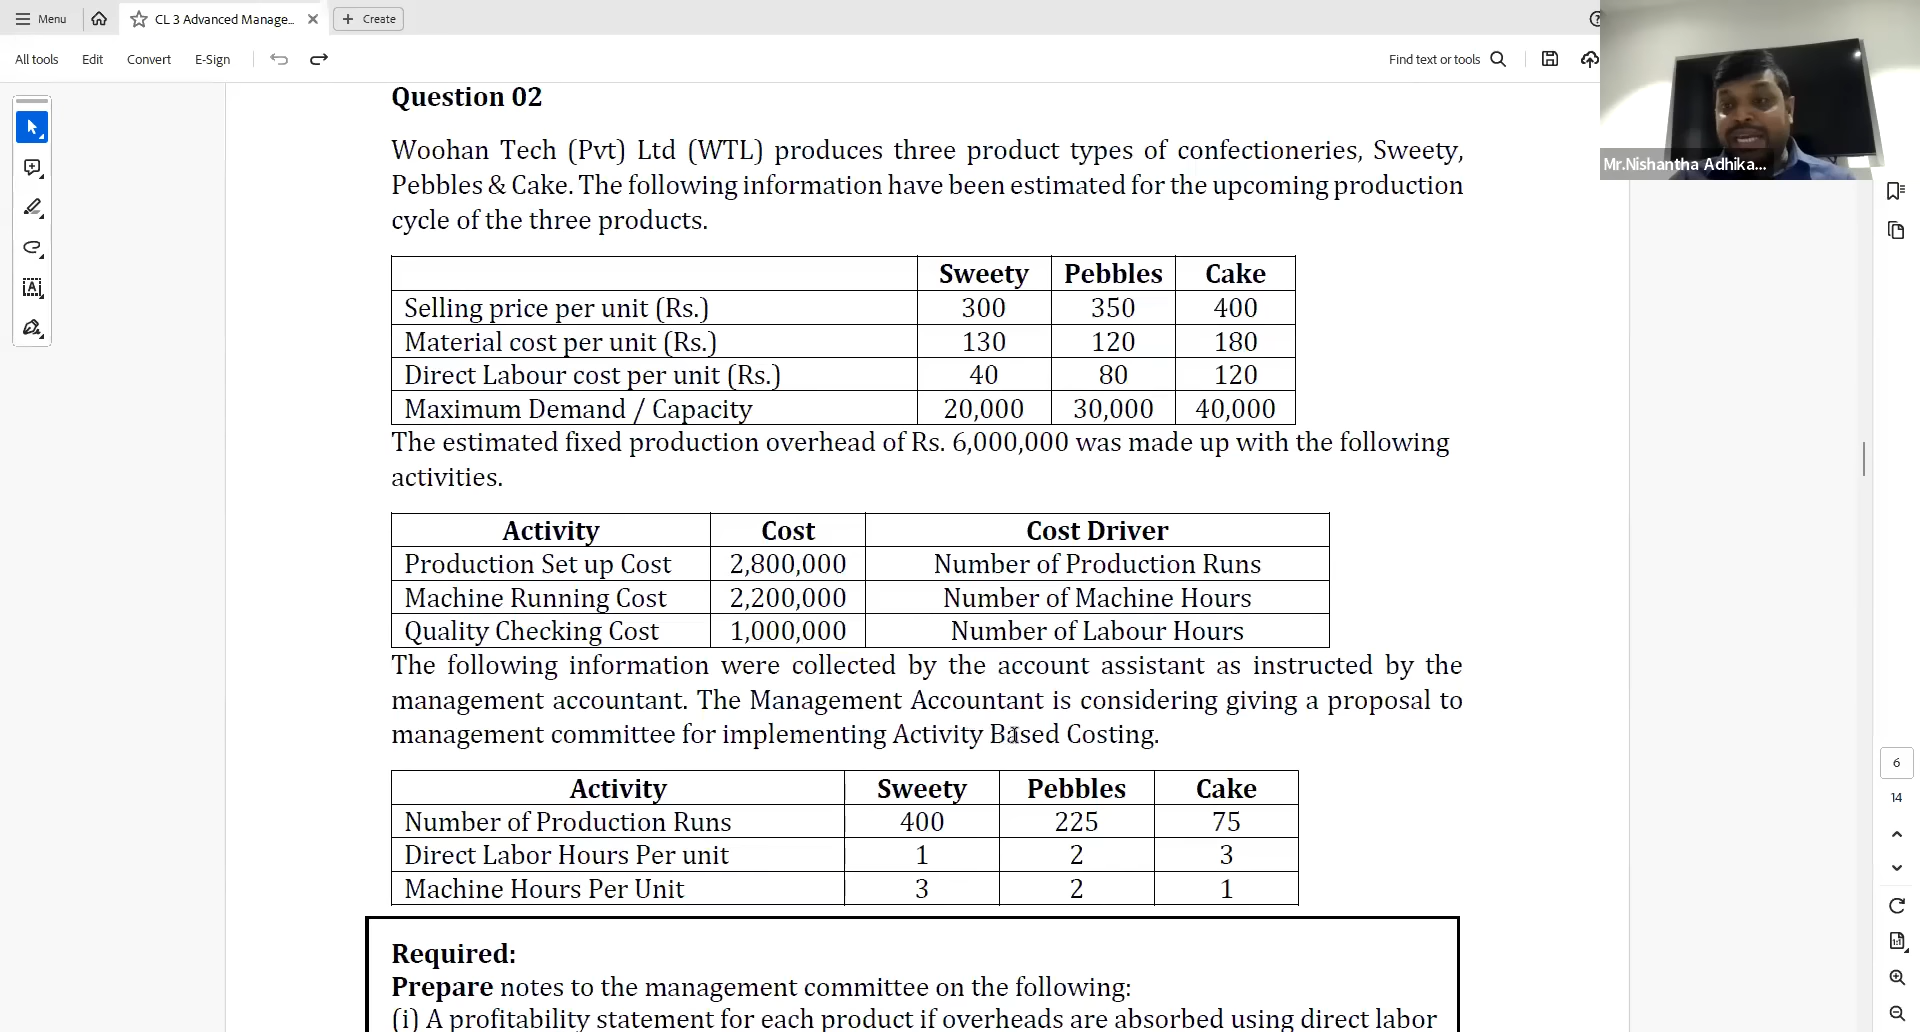 Menu
CL 3 Advanced Manage...
Create
All tools
Edit
Convert
E-Sign
Find text or tools
Mr.Nishantha Adhika...
Question 02
Woohan Tech (Pvt) Ltd (WTL) produces three product types of confectioneries, Sweety,
Pebbles & Cake. The following information have been estimated for the upcoming production
cycle of the three products.
Sweety Pebbles Cake
Selling price per unit (Rs.) 300 350 400
Material cost per unit (Rs.) 130 120 180
Direct Labour cost per unit (Rs.) 40 80 120
Maximum Demand / Capacity 20,000 30,000 40,000
The estimated fixed production overhead of Rs. 6,000,000 was made up with the following
activities.
Activity Cost Cost Driver
Production Set up Cost 2,800,000 Number of Production Runs
Machine Running Cost 2,200,000 Number of Machine Hours
Quality Checking Cost 1,000,000 Number of Labour Hours
The following information were collected by the account assistant as instructed by the
management accountant. The Management Accountant is considering giving a proposal to
management committee for implementing Activity Based Costing.
Activity Sweety Pebbles Cake
Number of Production Runs 400 225 75
Direct Labor Hours Per unit 1 2 3
Machine Hours Per Unit 3 2 1
Required:
Prepare notes to the management committee on the following:
(i) A profitability statement for each product if overheads are absorbed using direct labor
6
14